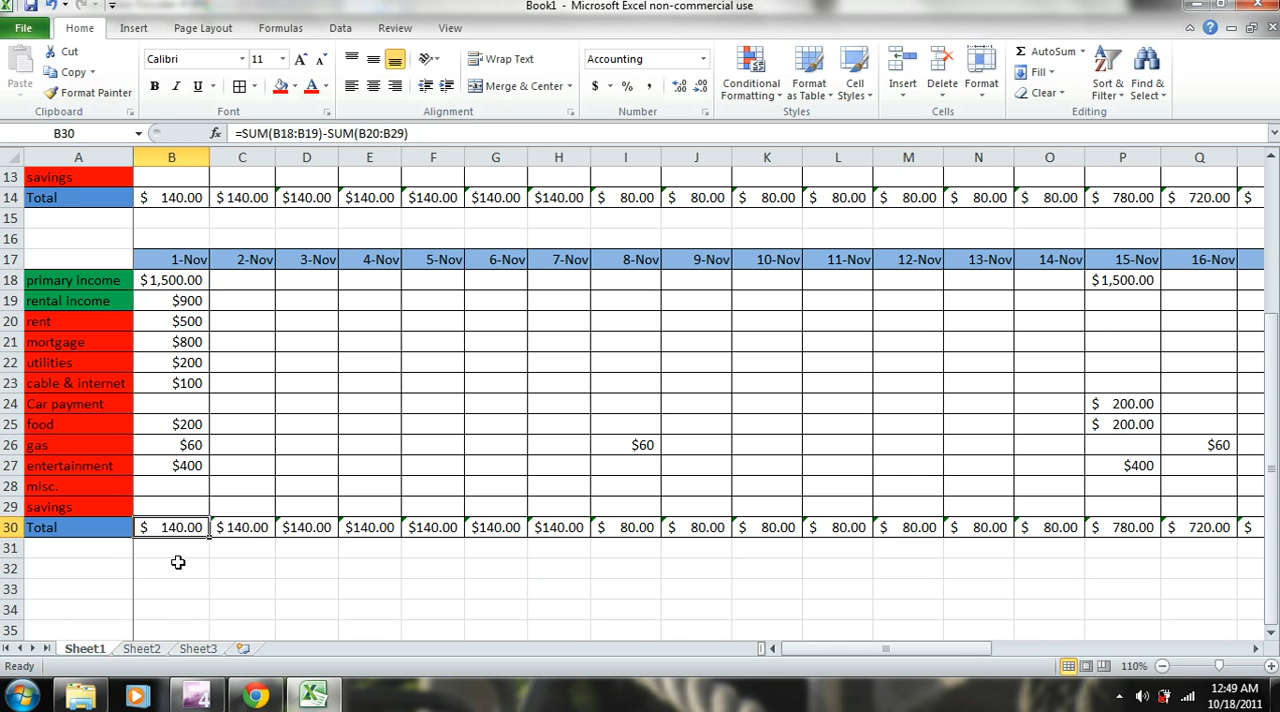 Book1 - Microsoft Excel non-commercial use
File Home Insert Page Layout Formulas Data Review View
Cut
Copy
Format Painter
Paste
Clipboard
Calibri 11
B I U
Font
Wrap Text
Merge & Center
Alignment
Accounting
$ % ,
Number
Conditional Formatting
Format as Table
Cell Styles
Styles
Insert Delete Format
Cells
AutoSum
Fill
Clear
Sort & Filter
Find & Select
Editing
B30 fx =SUM(B18:B19)-SUM(B20:B29)
A B C D E F G H I J K L M N O P Q
13 savings
14 Total $ 140.00 $ 140.00 $140.00 $140.00 $140.00 $140.00 $140.00 $ 80.00 $ 80.00 $ 80.00 $ 80.00 $ 80.00 $ 80.00 $ 80.00 $ 780.00 $ 720.00 $
15
16
17 1-Nov 2-Nov 3-Nov 4-Nov 5-Nov 6-Nov 7-Nov 8-Nov 9-Nov 10-Nov 11-Nov 12-Nov 13-Nov 14-Nov 15-Nov 16-Nov
18 primary income $1,500.00 $1,500.00
19 rental income $900
20 rent $500
21 mortgage $800
22 utilities $200
23 cable & internet $100
24 Car payment $ 200.00
25 food $200 $ 200.00
26 gas $60 $60 $60
27 entertainment $400 $400
28 misc.
29 savings
30 Total $ 140.00 $ 140.00 $140.00 $140.00 $140.00 $140.00 $140.00 $ 80.00 $ 80.00 $ 80.00 $ 80.00 $ 80.00 $ 80.00 $ 80.00 $ 780.00 $ 720.00 $
31
32
33
34
35
Sheet1 Sheet2 Sheet3
Ready 110%
12:49 AM
10/18/2011